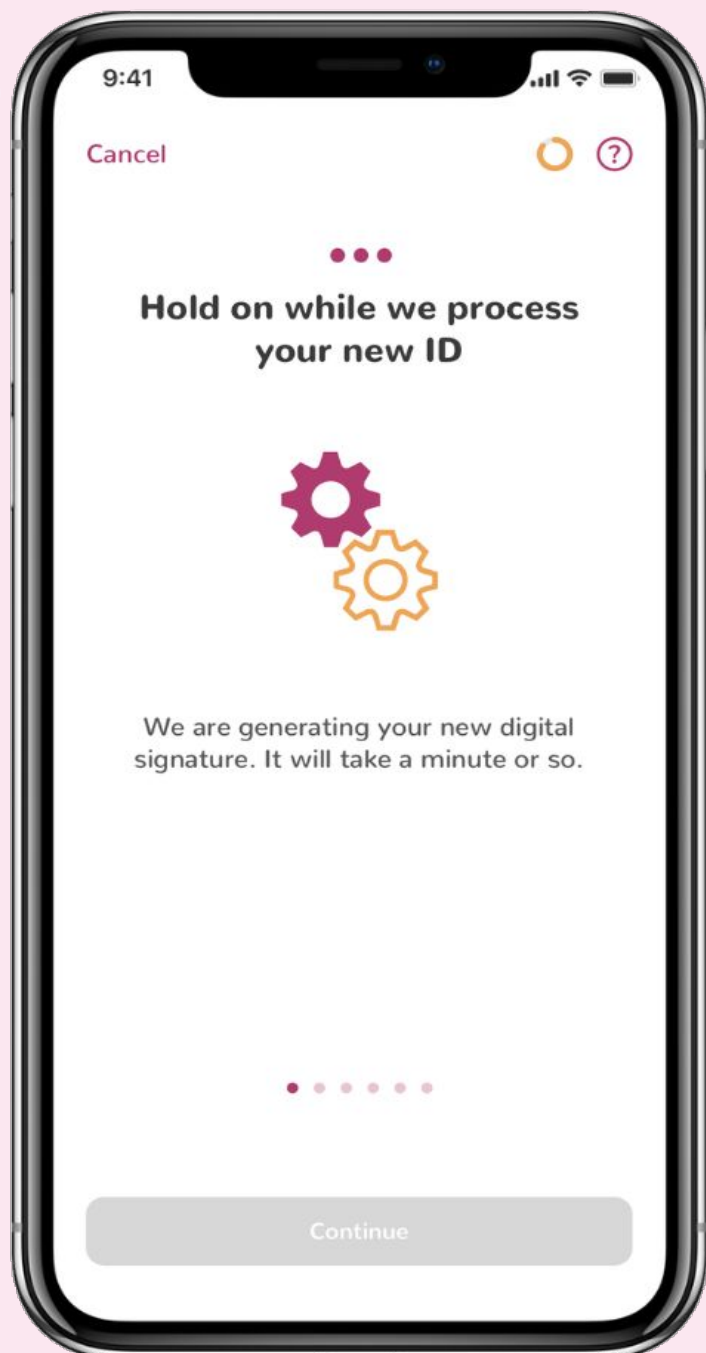 9:41
Cancel
?
Hold on while we process
your new ID
We are generating your new digital
signature. It will take a minute or so.
Continue